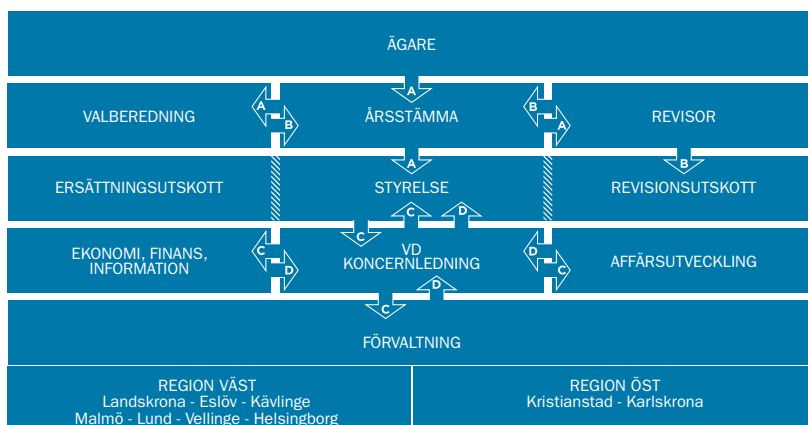 ÄGARE
A
VALBEREDNING
A
B
ÅRSSTÄMMA
B
A
REVISOR
A
B
ERSÄTTNINGSUTSKOTT
STYRELSE
REVISIONSUTSKOTT
C
C
D
EKONOMI, FINANS,
INFORMATION
C
D
VD
KONCERNLEDNING
D
C
AFFÄRSUTVECKLING
C
D
FÖRVALTNING
REGION VÄST
Landskrona - Eslöv - Kävlinge
Malmö - Lund - Vellinge - Helsingborg
REGION ÖST
Kristianstad - Karlskrona